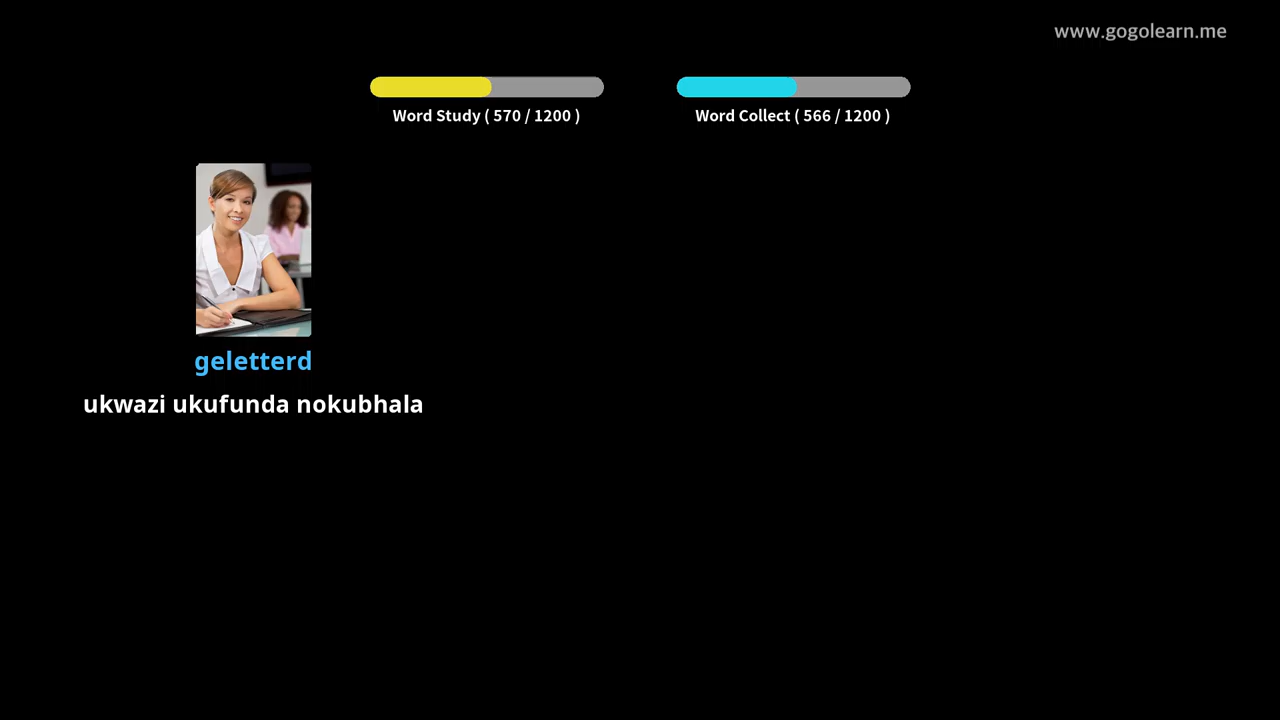 www.gogolearn.me
Word Study ( 570 / 1200 )
Word Collect ( 566 / 1200 )
geletterd
ukwazi ukufunda nokubhala